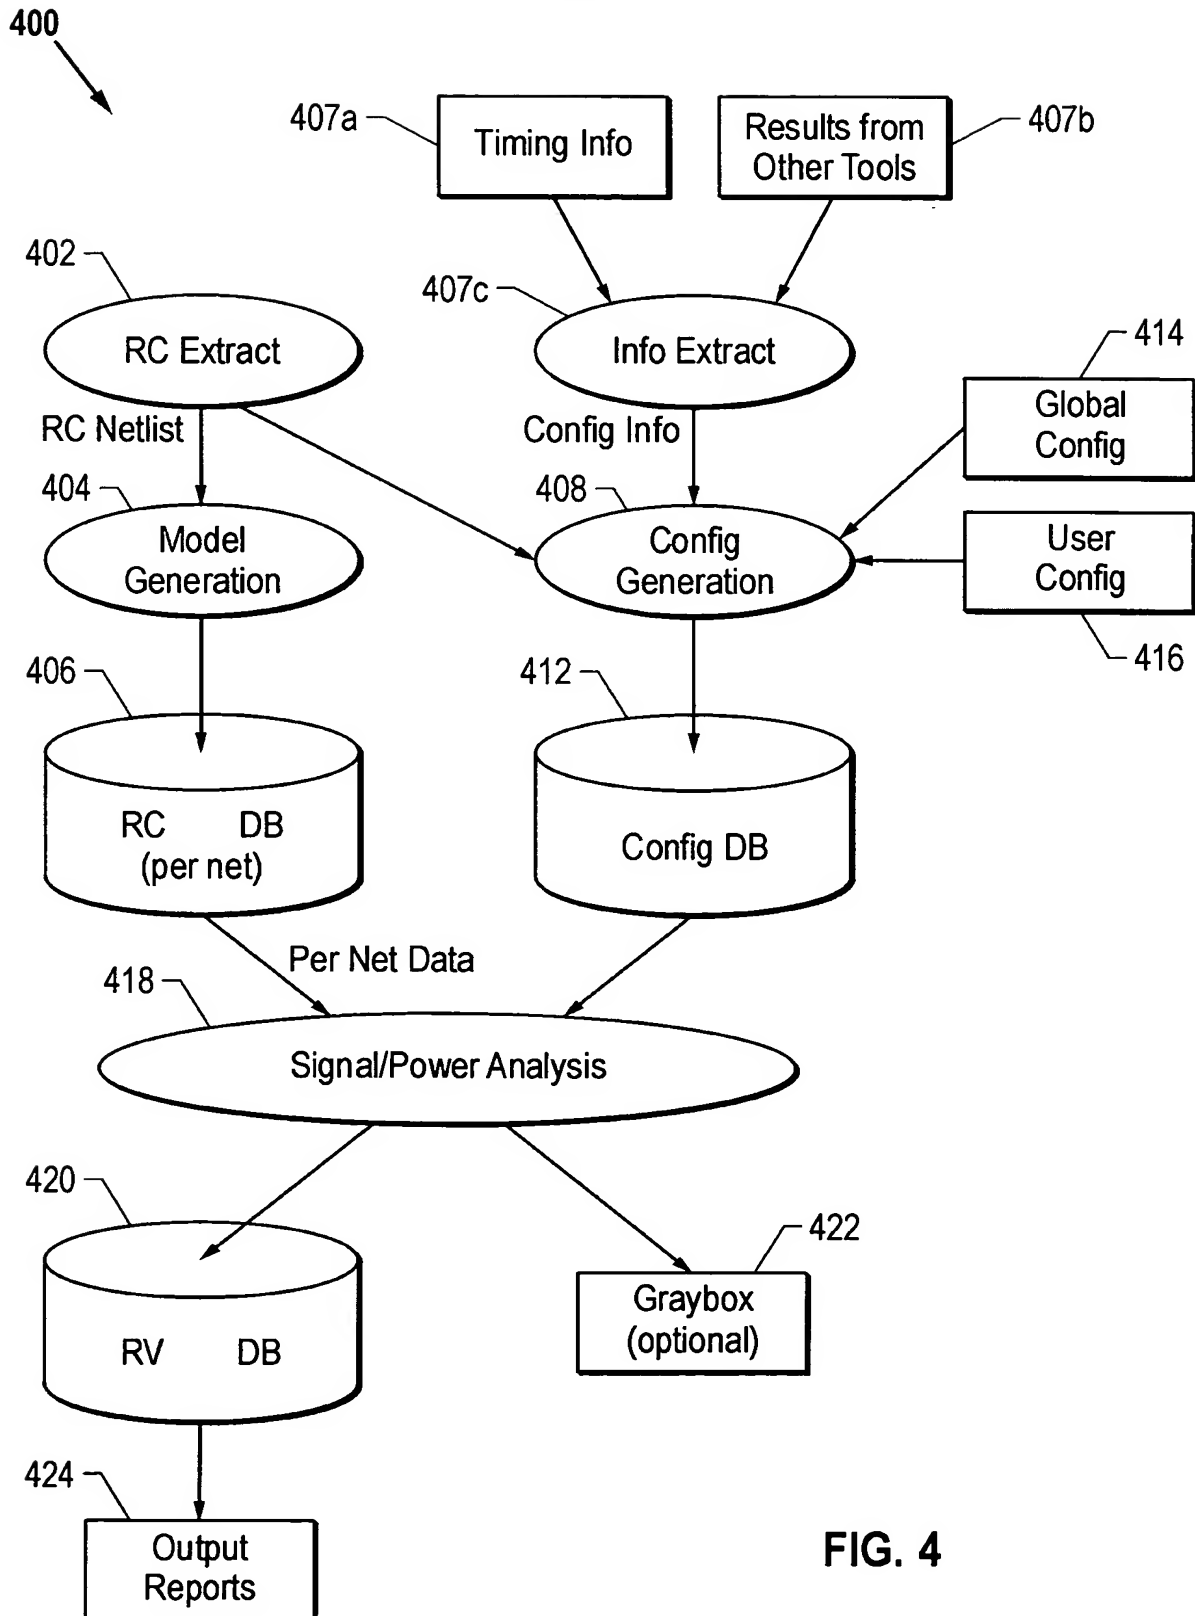 400
407a
Timing Info
Results from
Other Tools
407b
402
RC Extract
407c
Info Extract
414
Global
Config
RC Netlist
Config Info
404
Model
Generation
408
Config
Generation
User
Config
416
406
RC DB
(per net)
412
Config DB
Per Net Data
418
Signal/Power Analysis
420
RV DB
422
Graybox
(optional)
424
Output
Reports
FIG. 4